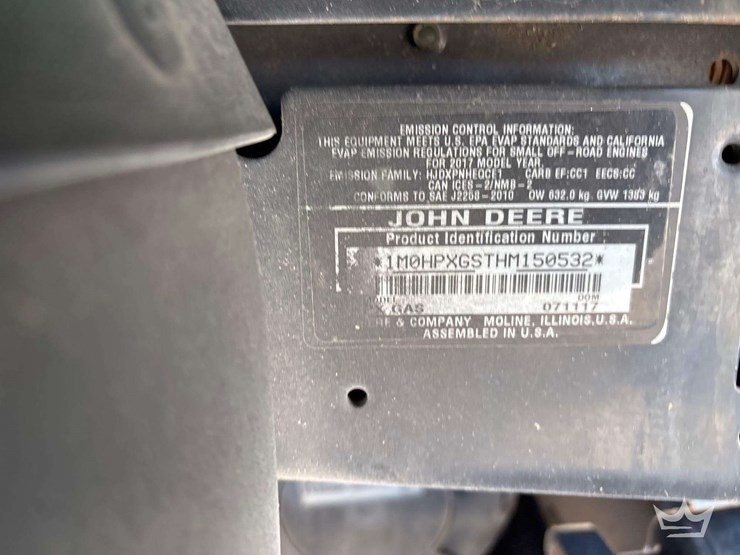 EMISSION CONTROL INFORMATION:
THIS EQUIPMENT MEETS U.S. EPA EVAP STANDARDS AND CALIFORNIA
EVAP EMISSION REGULATIONS FOR SMALL OFF-ROAD ENGINES
FOR 2017 MODEL YEAR
EMISSION FAMILY: HJDXPNHEQCE1 CARB EF:CC1 EECS:CC
CAN ICES-2/NMB-2
CONFORMS TO SAE J2258-2010 OW 632.0 kg GVW 1383 kg
JOHN DEERE
Product Identification Number
*1M0HPXGSTHM150532*
DOM
GAS 071117
& COMPANY MOLINE, ILLINOIS, U.S.A.
ASSEMBLED IN U.S.A.